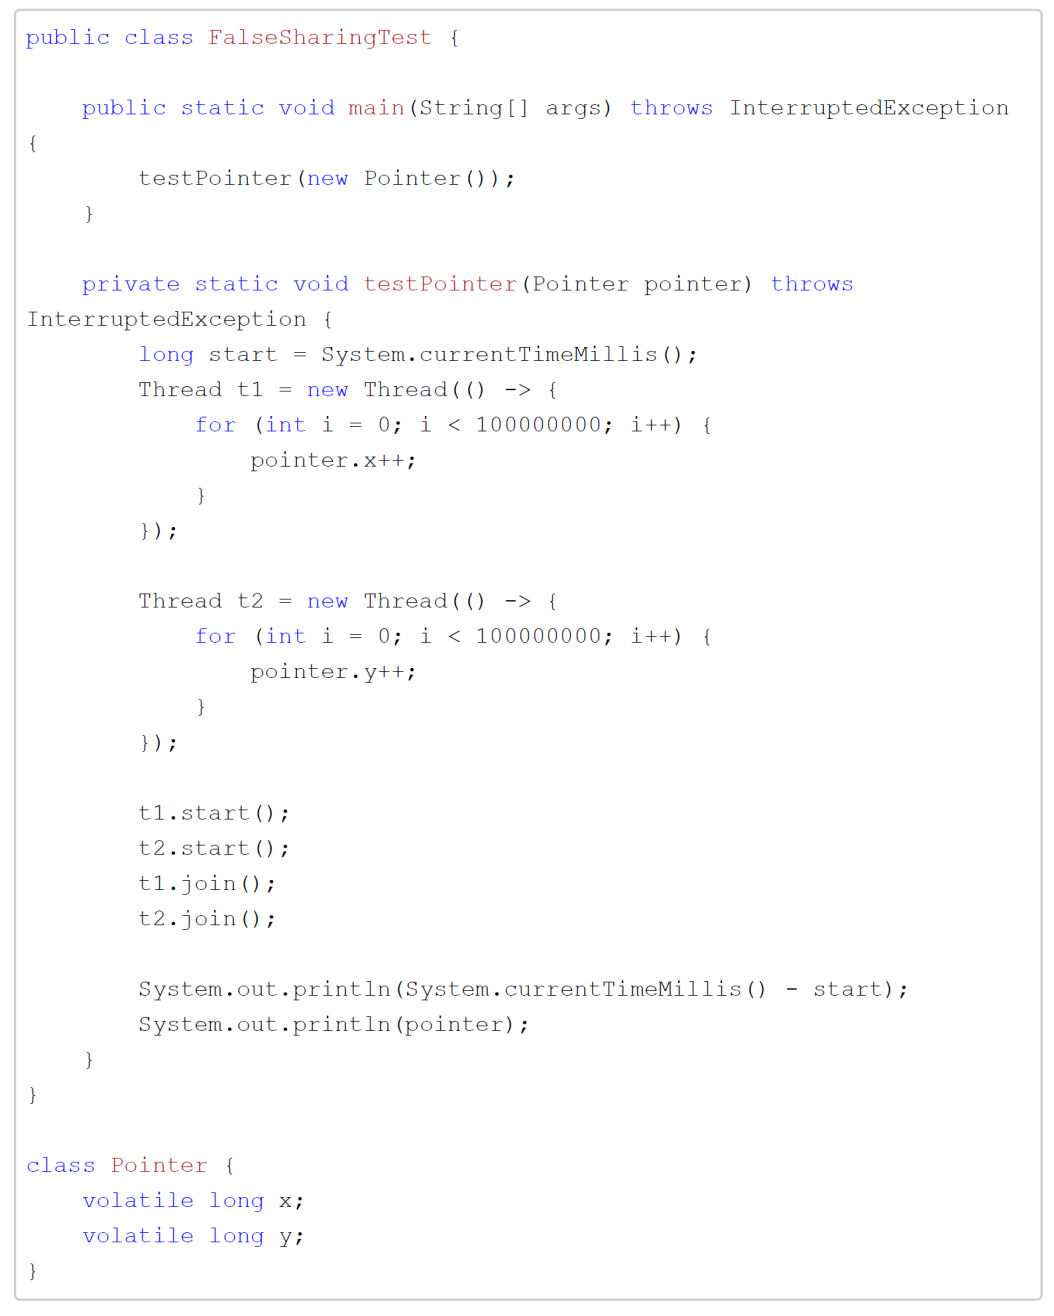 public class FalseSharingTest {
    public static void main(String[] args) throws InterruptedException
{
        testPointer(new Pointer());
    }
    private static void testPointer(Pointer pointer) throws
InterruptedException {
        long start = System.currentTimeMillis();
        Thread t1 = new Thread(() -> {
            for (int i = 0; i < 100000000; i++) {
                pointer.x++;
            }
        });
        Thread t2 = new Thread(() -> {
            for (int i = 0; i < 100000000; i++) {
                pointer.y++;
            }
        });
        t1.start();
        t2.start();
        t1.join();
        t2.join();
        System.out.println(System.currentTimeMillis() - start);
        System.out.println(pointer);
    }
}
class Pointer {
    volatile long x;
    volatile long y;
}